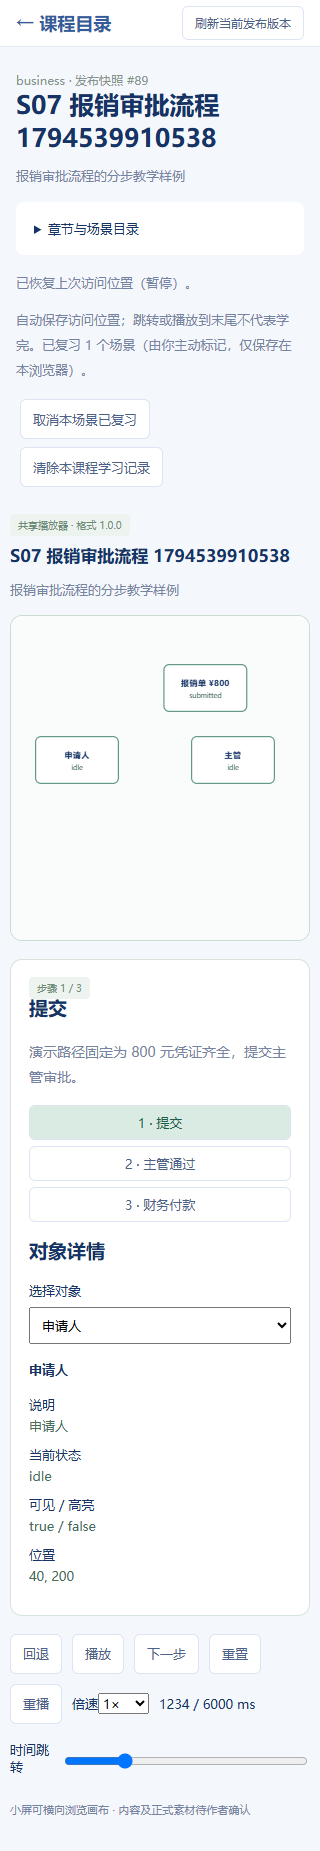 ← 课程目录
刷新当前发布版本
business · 发布快照 #89
S07 报销审批流程
1794539910538
报销审批流程的分步教学样例
▶ 章节与场景目录
已恢复上次访问位置（暂停）。
自动保存访问位置；跳转或播放到末尾不代表学
完。已复习 1 个场景（由你主动标记，仅保存在
本浏览器）。
取消本场景已复习
清除本课程学习记录
共享播放器 · 格式 1.0.0
S07 报销审批流程 1794539910538
报销审批流程的分步教学样例
报销单 ¥800
submitted
申请人
idle
主管
idle
步骤 1 / 3
提交
演示路径固定为 800 元凭证齐全，提交主
管审批。
1 · 提交
2 · 主管通过
3 · 财务付款
对象详情
选择对象
申请人
申请人
说明
申请人
当前状态
idle
可见 / 高亮
true / false
位置
40, 200
回退
播放
下一步
重置
重播
倍速
1×
1234 / 6000 ms
时间跳
转
小屏可横向浏览画布 · 内容及正式素材待作者确认